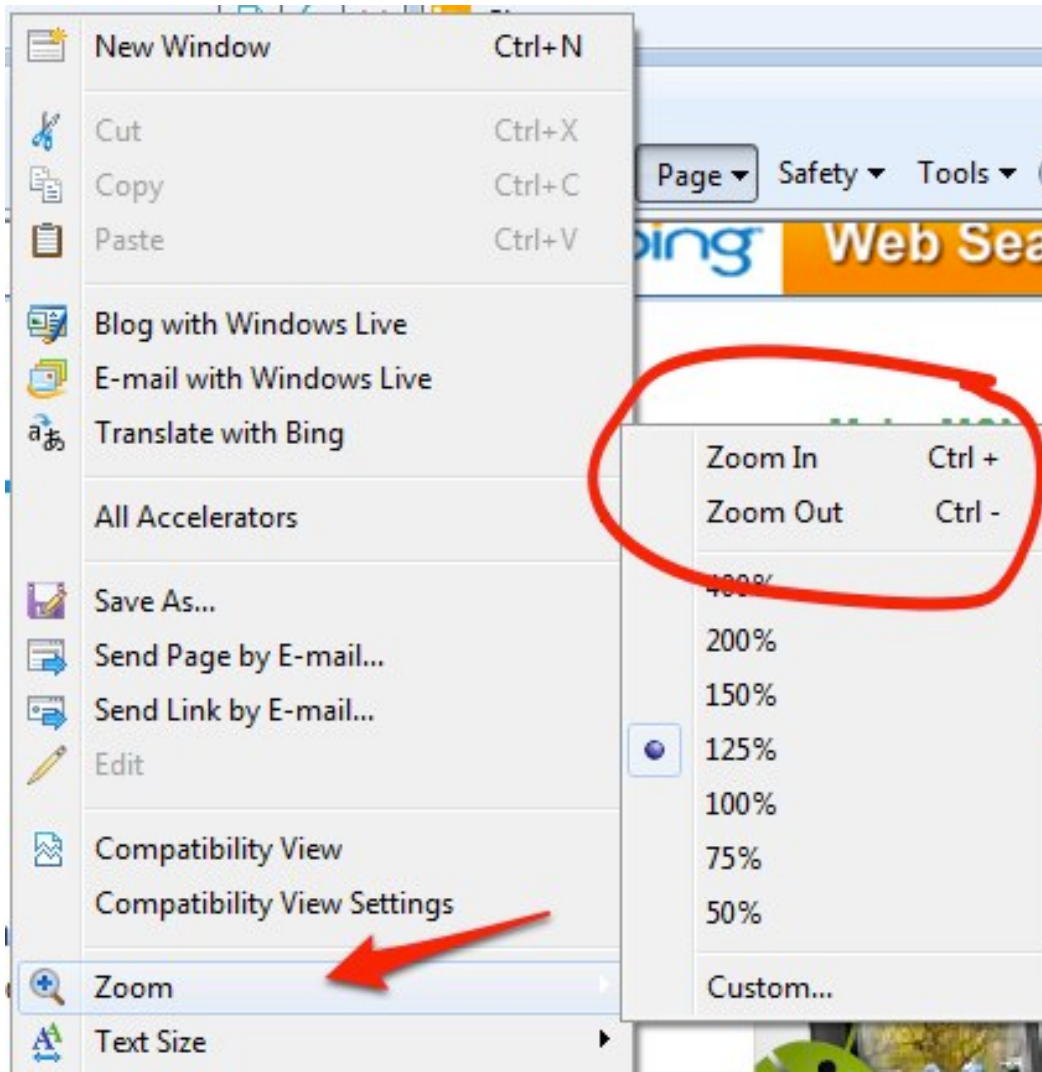 New Window Ctrl+N
Cut Ctrl+X
Copy Ctrl+C
Paste Ctrl+V
Blog with Windows Live
E-mail with Windows Live
Translate with Bing
All Accelerators
Save As...
Send Page by E-mail...
Send Link by E-mail...
Edit
Compatibility View
Compatibility View Settings
Zoom
Text Size
Page Safety Tools
bing Web Sea
Zoom In Ctrl +
Zoom Out Ctrl -
400%
200%
150%
125%
100%
75%
50%
Custom...